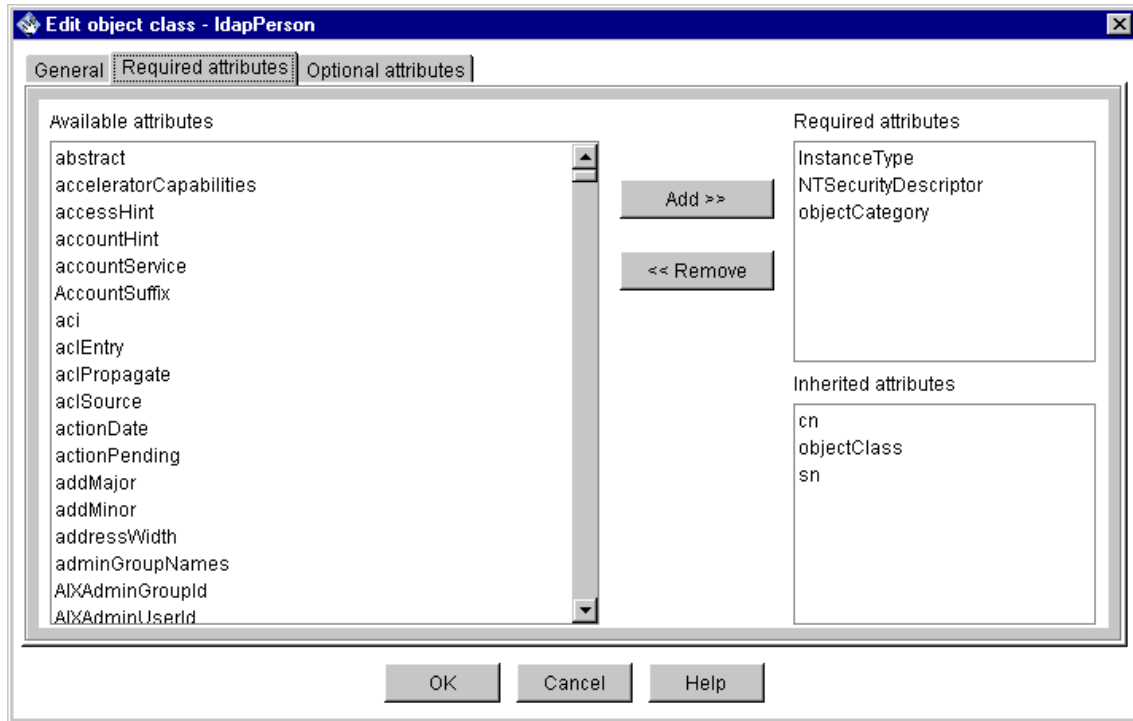 Edit object class - ldapPerson
General
Required attributes
Optional attributes
Available attributes
abstract
acceleratorCapabilities
accessHint
accountHint
accountService
AccountSuffix
aci
aclEntry
aclPropagate
aclSource
actionDate
actionPending
addMajor
addMinor
addressWidth
adminGroupNames
AIXAdminGroupId
AIXAdminUserId
Add >>
<< Remove
Required attributes
InstanceType
NTSecurityDescriptor
objectCategory
Inherited attributes
cn
objectClass
sn
OK
Cancel
Help